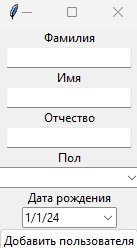 Фамилия
Имя
Отчество
Пол
Дата рождения
1/1/24
Добавить пользователя